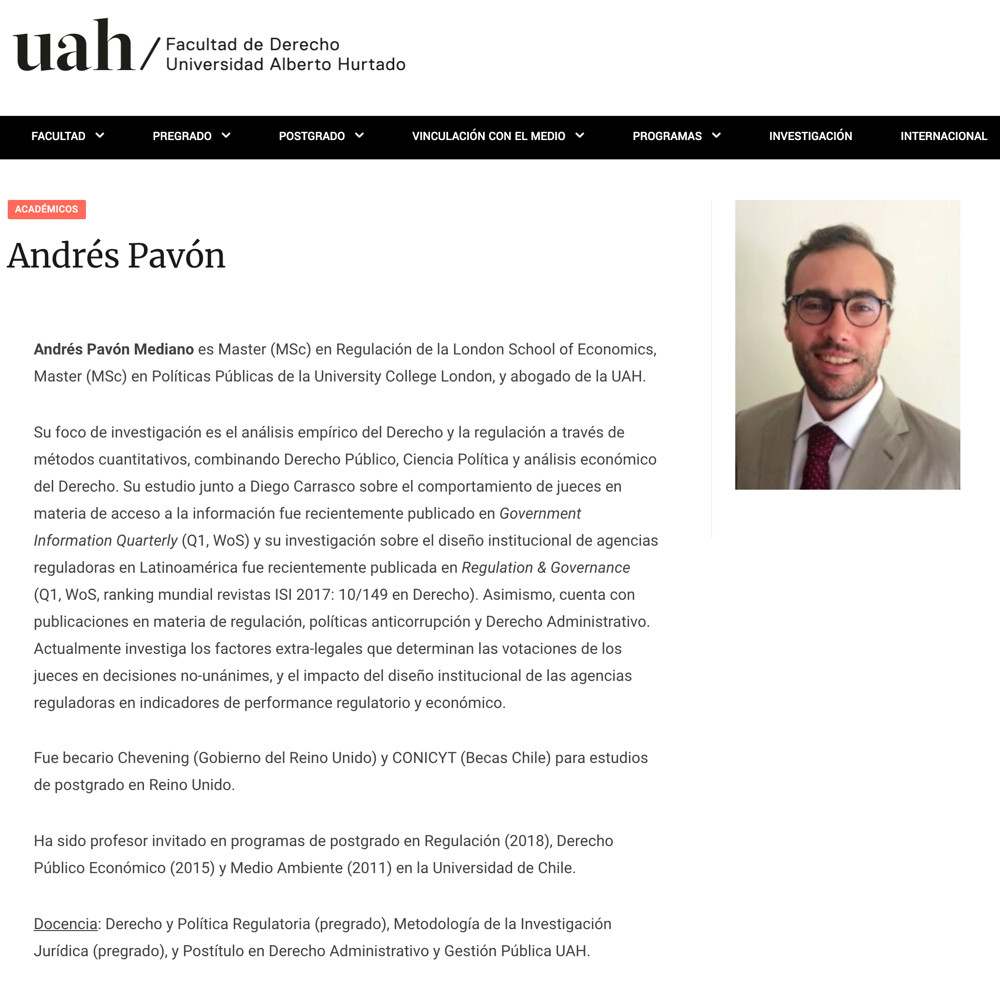 uah/ Facultad de Derecho
Universidad Alberto Hurtado
FACULTAD PREGRADO POSTGRADO VINCULACIÓN CON EL MEDIO PROGRAMAS INVESTIGACIÓN INTERNACIONAL
ACADÉMICOS
Andrés Pavón
Andrés Pavón Mediano es Master (MSc) en Regulación de la London School of Economics,
Master (MSc) en Políticas Públicas de la University College London, y abogado de la UAH.
Su foco de investigación es el análisis empírico del Derecho y la regulación a través de
métodos cuantitativos, combinando Derecho Público, Ciencia Política y análisis económico
del Derecho. Su estudio junto a Diego Carrasco sobre el comportamiento de jueces en
materia de acceso a la información fue recientemente publicado en Government
Information Quarterly (Q1, WoS) y su investigación sobre el diseño institucional de agencias
reguladoras en Latinoamérica fue recientemente publicada en Regulation & Governance
(Q1, WoS, ranking mundial revistas ISI 2017: 10/149 en Derecho). Asimismo, cuenta con
publicaciones en materia de regulación, políticas anticorrupción y Derecho Administrativo.
Actualmente investiga los factores extra-legales que determinan las votaciones de los
jueces en decisiones no-unánimes, y el impacto del diseño institucional de las agencias
reguladoras en indicadores de performance regulatorio y económico.
Fue becario Chevening (Gobierno del Reino Unido) y CONICYT (Becas Chile) para estudios
de postgrado en Reino Unido.
Ha sido profesor invitado en programas de postgrado en Regulación (2018), Derecho
Público Económico (2015) y Medio Ambiente (2011) en la Universidad de Chile.
Docencia: Derecho y Política Regulatoria (pregrado), Metodología de la Investigación
Jurídica (pregrado), y Postítulo en Derecho Administrativo y Gestión Pública UAH.